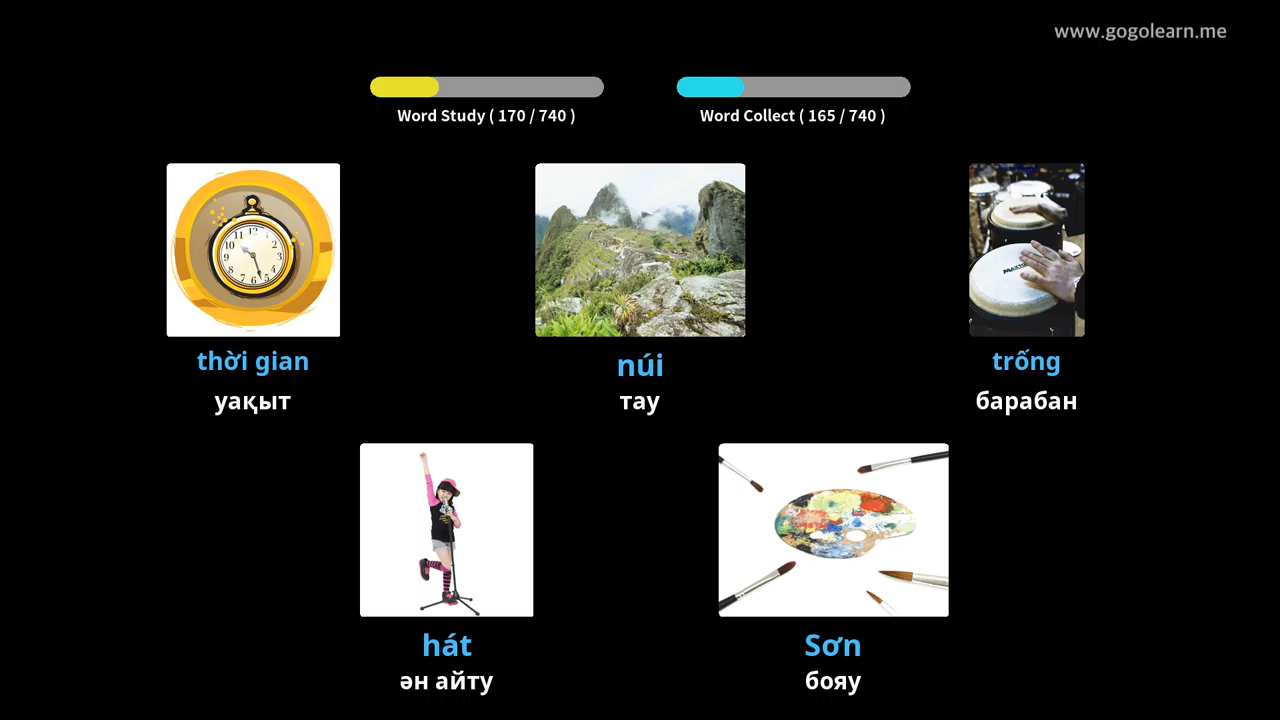 www.gogolearn.me
Word Study ( 170 / 740 )
Word Collect ( 165 / 740 )
thời gian
уақыт
núi
тау
trống
барабан
hát
ән айту
Sơn
бояу